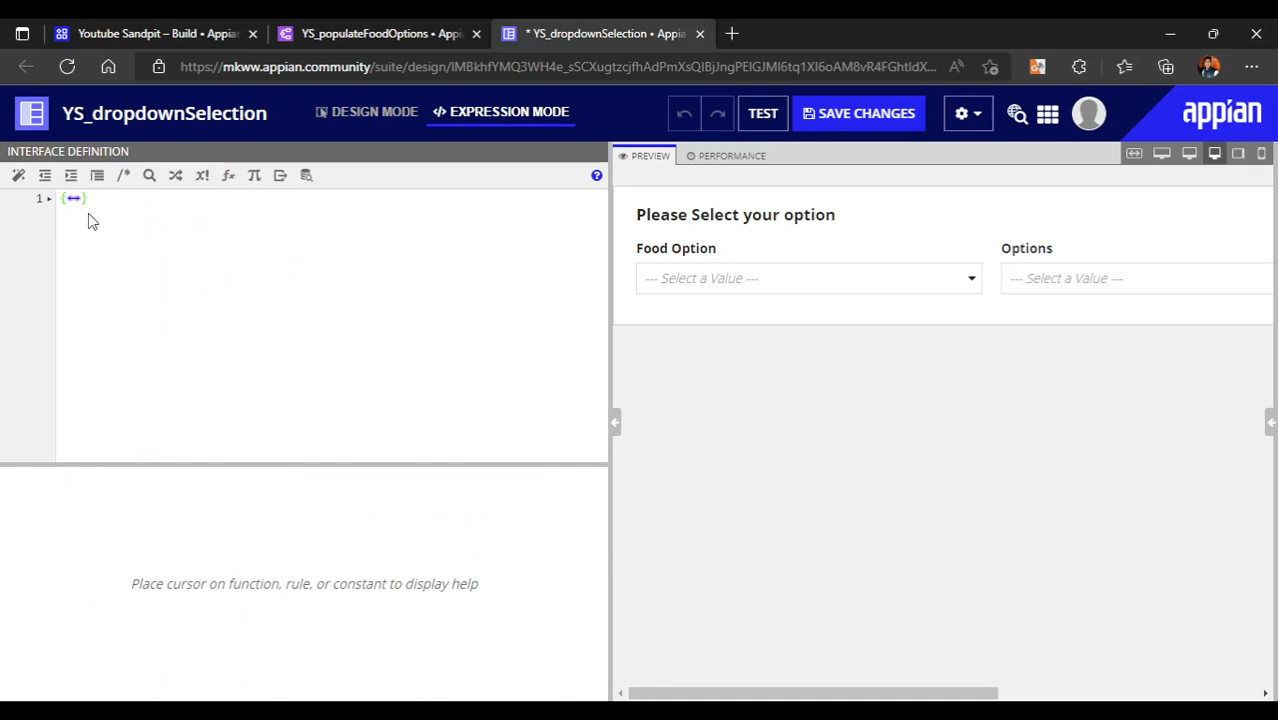 Youtube Sandpit – Build • Appian
YS_populateFoodOptions • Appi
* YS_dropdownSelection • Appia
https://mkww.appian.community/suite/design/
YS_dropdownSelection
DESIGN MODE
</> EXPRESSION MODE
TEST
SAVE CHANGES
appian
INTERFACE DEFINITION
PREVIEW
PERFORMANCE
1
{↔}
Please Select your option
Food Option
Options
--- Select a Value ---
--- Select a Value ---
Place cursor on function, rule, or constant to display help